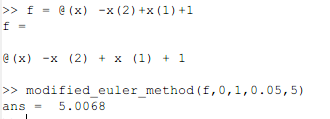 >> f = @(x) -x(2)+x(1)+1
f =
@(x) -x (2) + x (1) + 1
>> modified_euler_method(f,0,1,0.05,5)
ans =  5.0068